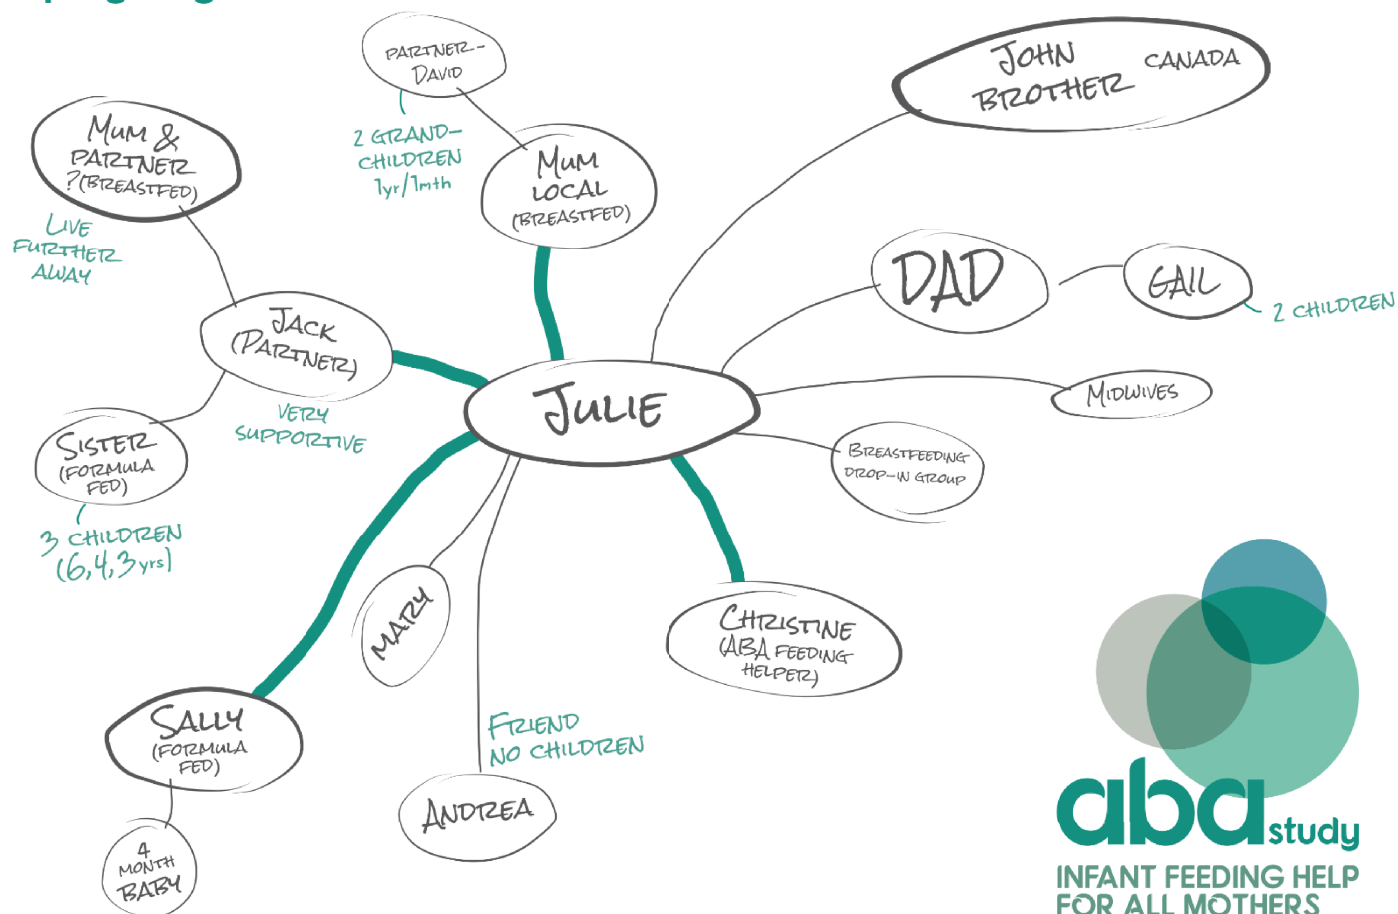 PARTNER-
DAVID
2 GRAND-
CHILDREN
1yr/1mth
JOHN
BROTHER
CANADA
MUM &
PARTNER
?(BREASTFED)
LIVE
FURTHER
AWAY
MUM
LOCAL
(BREASTFED)
DAD
GAIL
2 CHILDREN
JACK
(PARTNER)
VERY
SUPPORTIVE
JULIE
MIDWIVES
SISTER
(FORMULA
FED)
3 CHILDREN
(6,4,3yrs)
BREASTFEEDING
DROP-IN GROUP
MARY
CHRISTINE
(ABA FEEDING
HELPER)
SALLY
(FORMULA
FED)
FRIEND
NO CHILDREN
ANDREA
4
MONTH
BABY
aba study
INFANT FEEDING HELP
FOR ALL MOTHERS